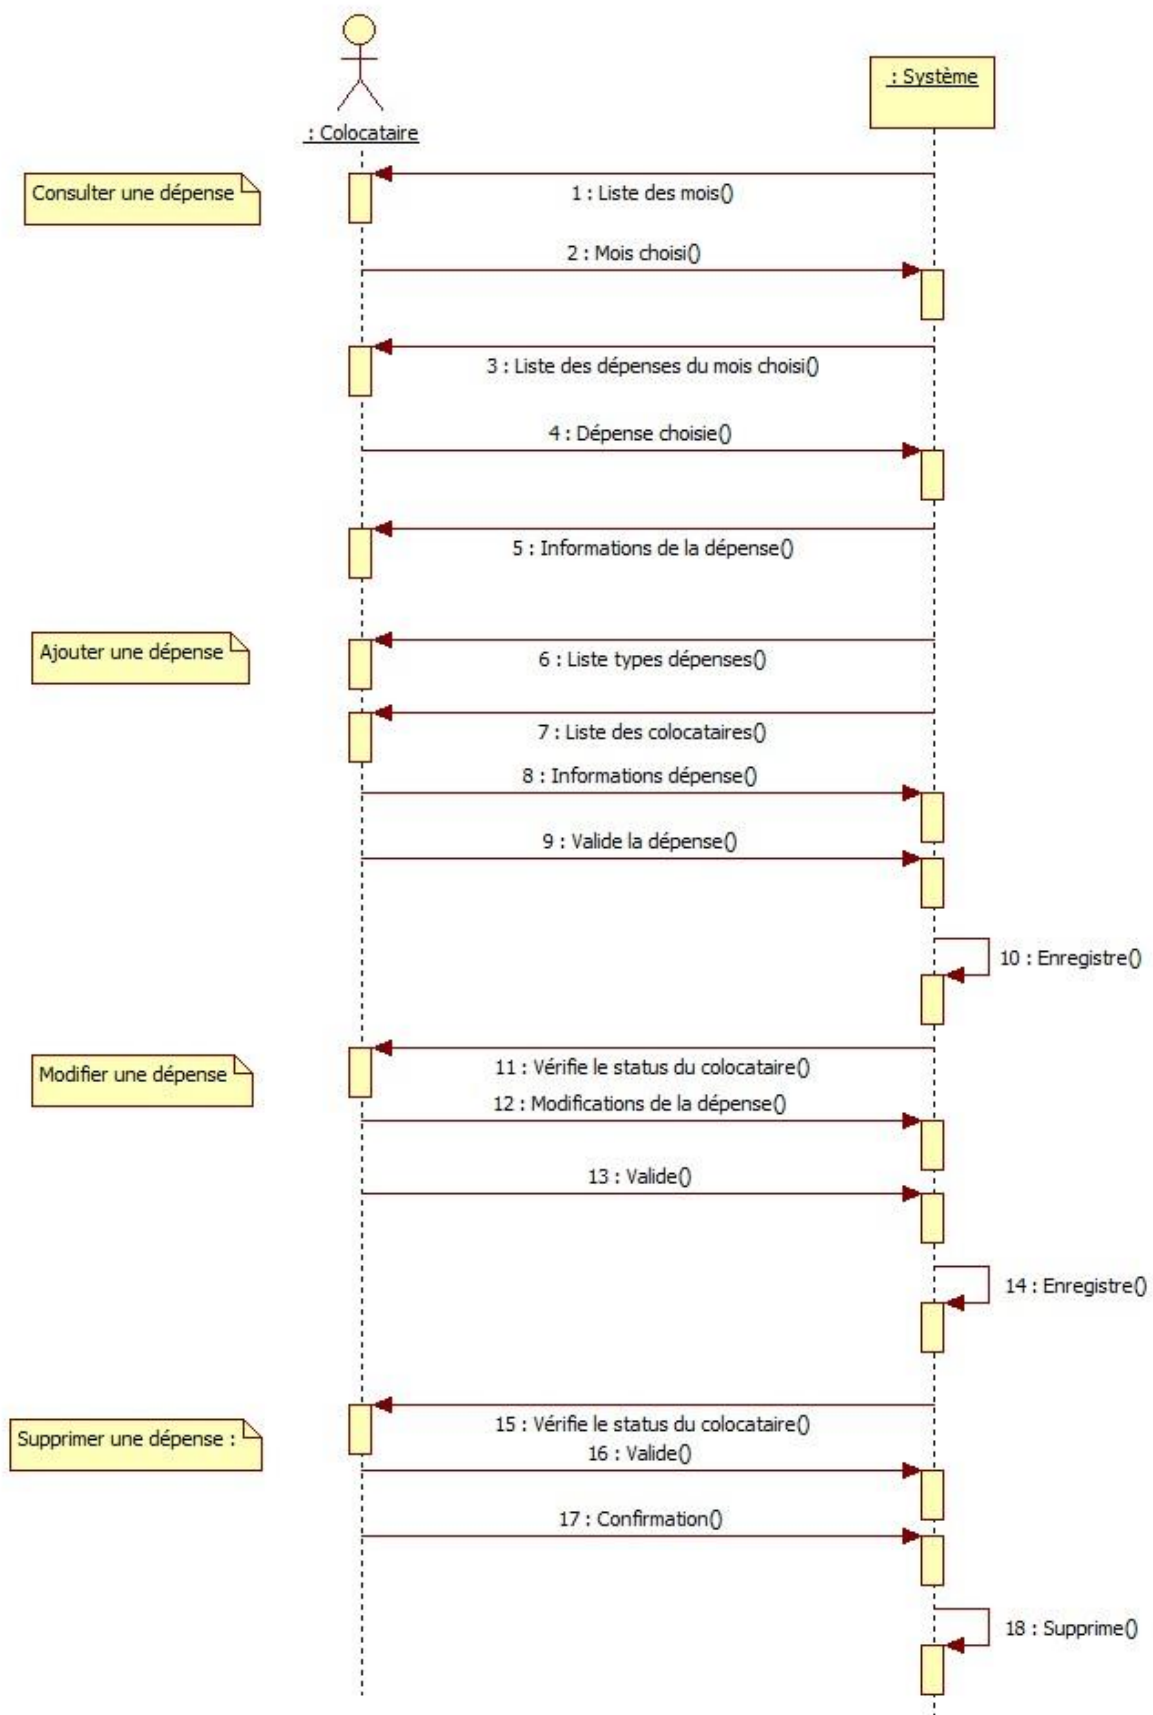 : Système
: Colocataire
Consulter une dépense
1 : Liste des mois()
2 : Mois choisi()
3 : Liste des dépenses du mois choisi()
4 : Dépense choisie()
5 : Informations de la dépense()
Ajouter une dépense
6 : Liste types dépenses()
7 : Liste des colocataires()
8 : Informations dépense()
9 : Valide la dépense()
10 : Enregistre()
Modifier une dépense
11 : Vérifie le status du colocataire()
12 : Modifications de la dépense()
13 : Valide()
14 : Enregistre()
Supprimer une dépense :
15 : Vérifie le status du colocataire()
16 : Valide()
17 : Confirmation()
18 : Supprime()